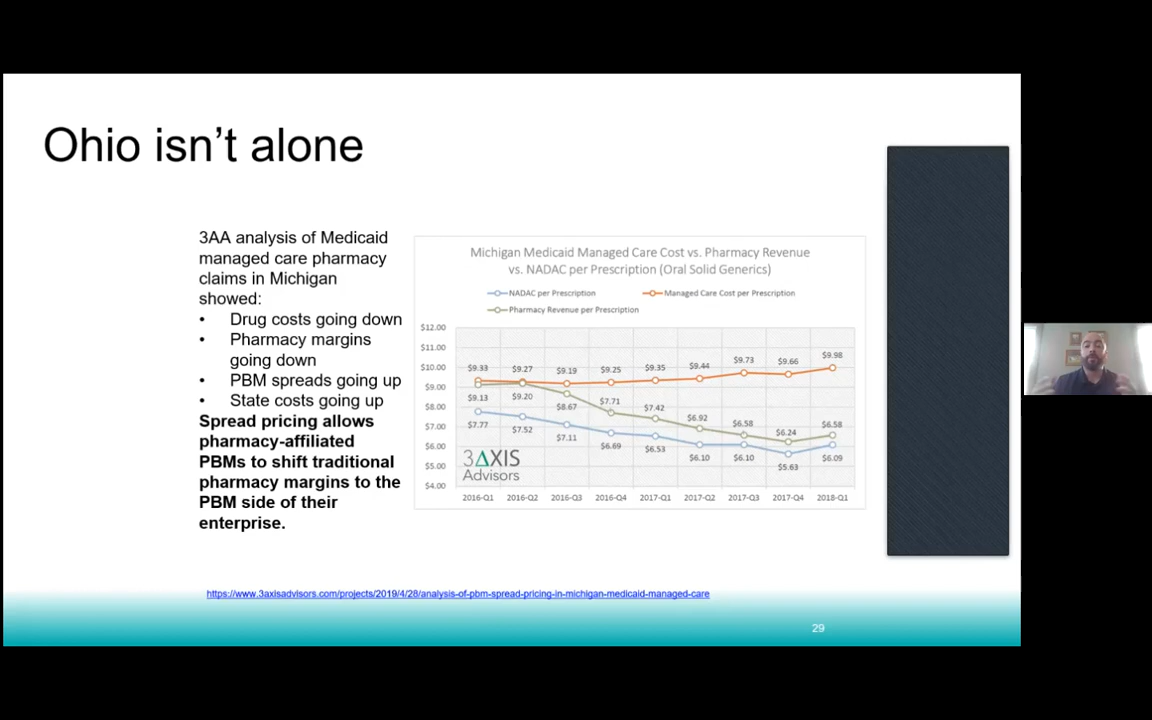 Ohio isn't alone
3AA analysis of Medicaid
managed care pharmacy
claims in Michigan
showed:
• Drug costs going down
• Pharmacy margins
going down
• PBM spreads going up
• State costs going up
Spread pricing allows
pharmacy-affiliated
PBMs to shift traditional
pharmacy margins to the
PBM side of their
enterprise.
Michigan Medicaid Managed Care Cost vs. Pharmacy Revenue
vs. NADAC per Prescription (Oral Solid Generics)
NADAC per Prescription Managed Care Cost per Prescription
Pharmacy Revenue per Prescription
$12.00
$11.00
$10.00
$9.00
$8.00
$7.00
$6.00
$5.00
$4.00
$9.33 $9.27 $9.19 $9.25 $9.35 $9.44 $9.73 $9.66 $9.98
$9.13 $9.20 $8.67 $7.71 $7.42 $6.92 $6.58 $6.24 $6.58
$7.77 $7.52 $7.11 $6.69 $6.53 $6.10 $6.10 $5.63 $6.09
3AXIS
Advisors
2016-Q1 2016-Q2 2016-Q3 2016-Q4 2017-Q1 2017-Q2 2017-Q3 2017-Q4 2018-Q1
https://www.3axisadvisors.com/projects/2019/4/28/analysis-of-pbm-spread-pricing-in-michigan-medicaid-managed-care
29